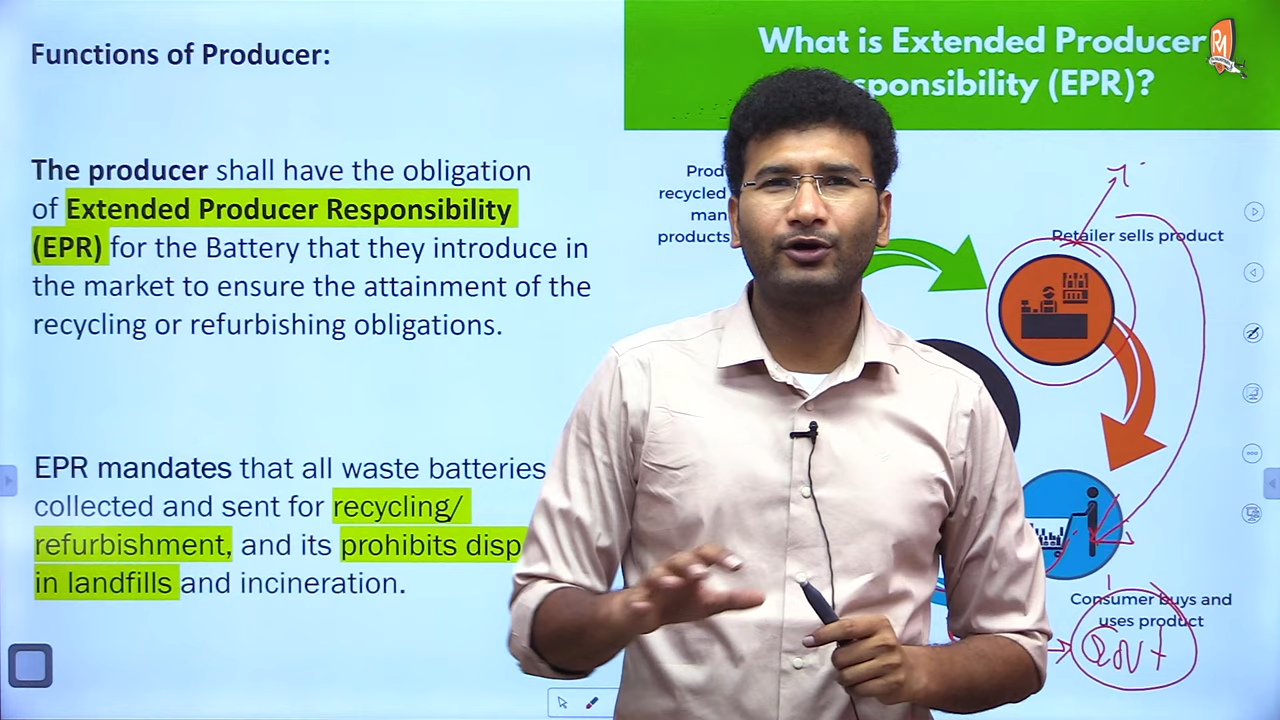 Functions of Producer:
The producer shall have the obligation
of Extended Producer Responsibility
(EPR) for the Battery that they introduce in
the market to ensure the attainment of the
recycling or refurbishing obligations.
EPR mandates that all waste batteries
collected and sent for recycling/
refurbishment, and its prohibits disp
in landfills and incineration.
What is Extended Producer
sponsibility (EPR)?
Prod
recycled
man
products
Retailer sells product
Consumer buys and
uses product